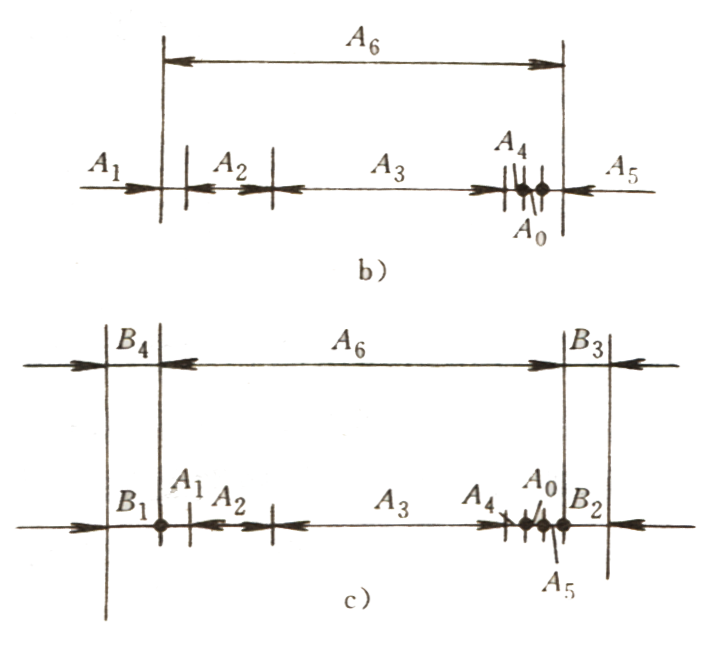 A₆
A₁ A₂ A₃ A₄ A₅
A₀
b)
B₄ A₆ B₃
B₁ A₁ A₂ A₃ A₄ A₀ B₂
A₅
c)